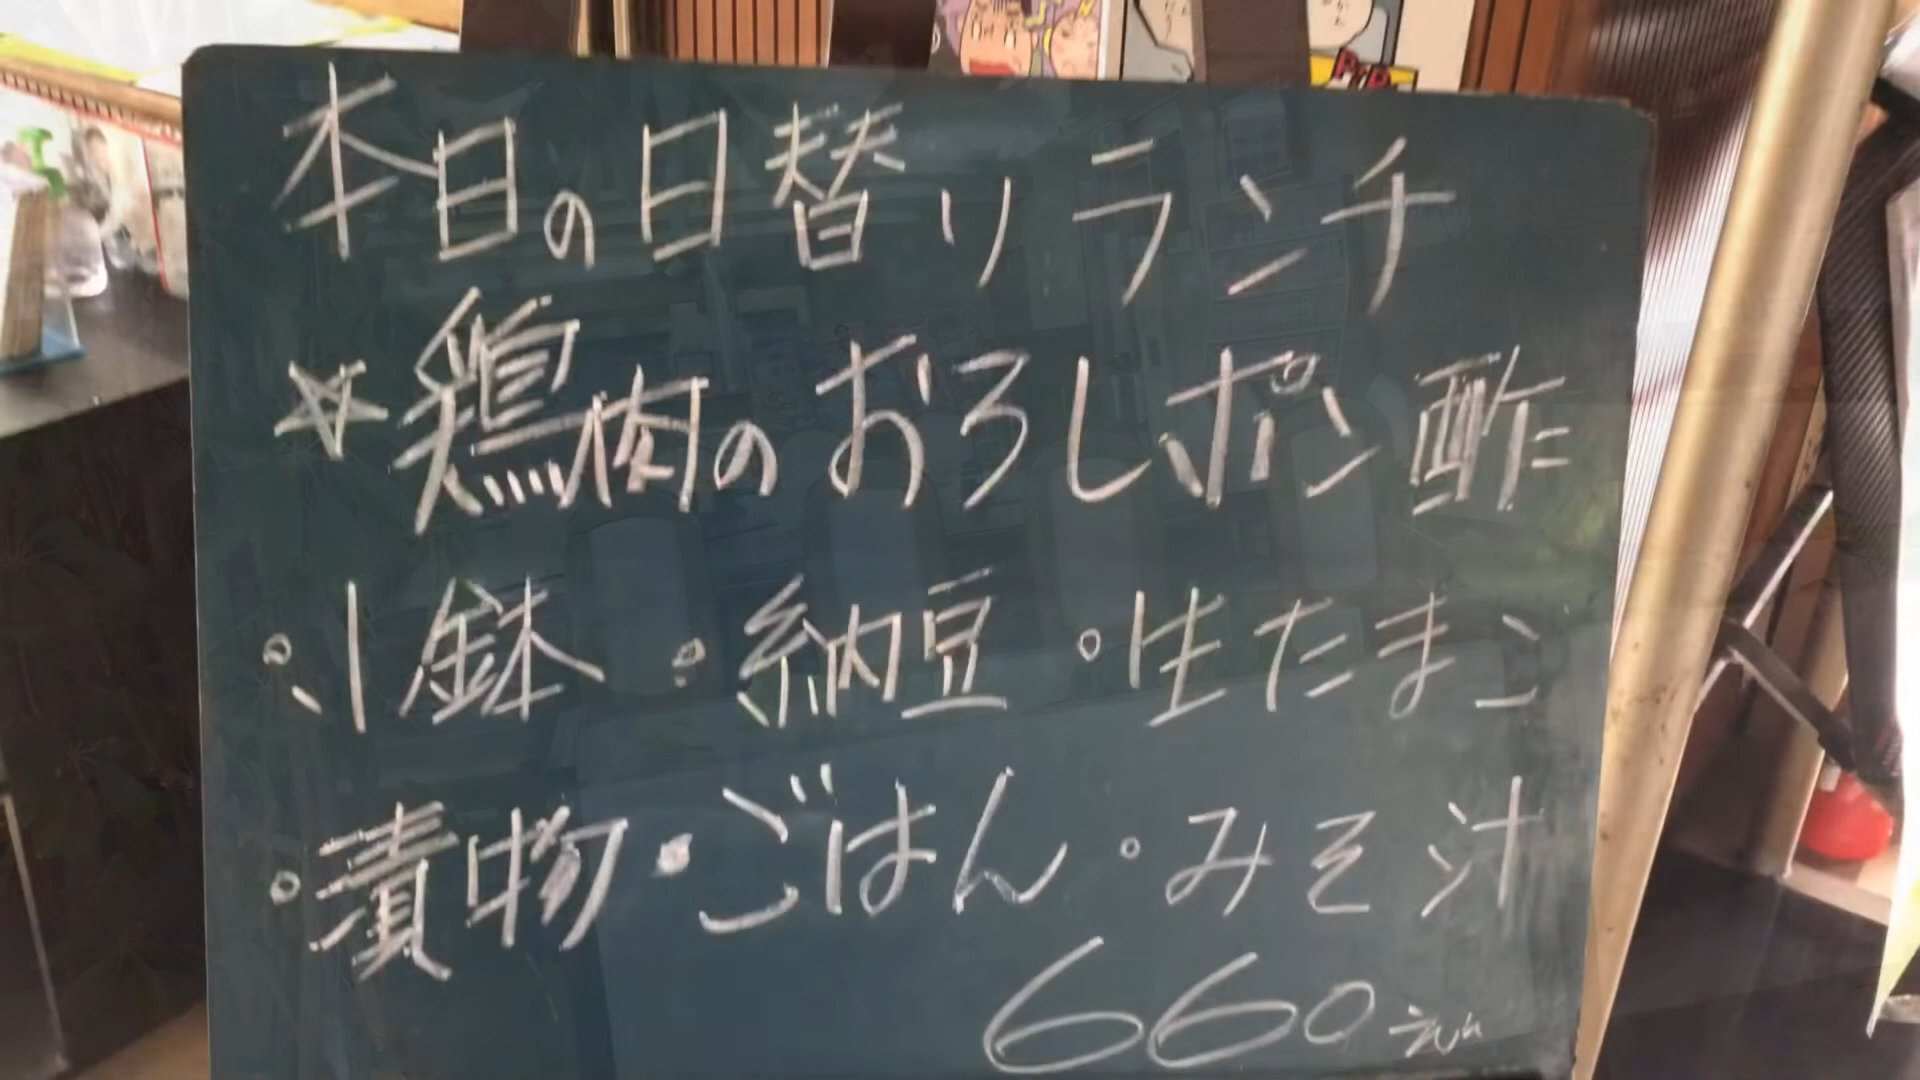 本日の日替りランチ
☆鶏肉のおろしポン酢
・小鉢・納豆・生たまご
・漬物・ごはん・みそ汁
660えん